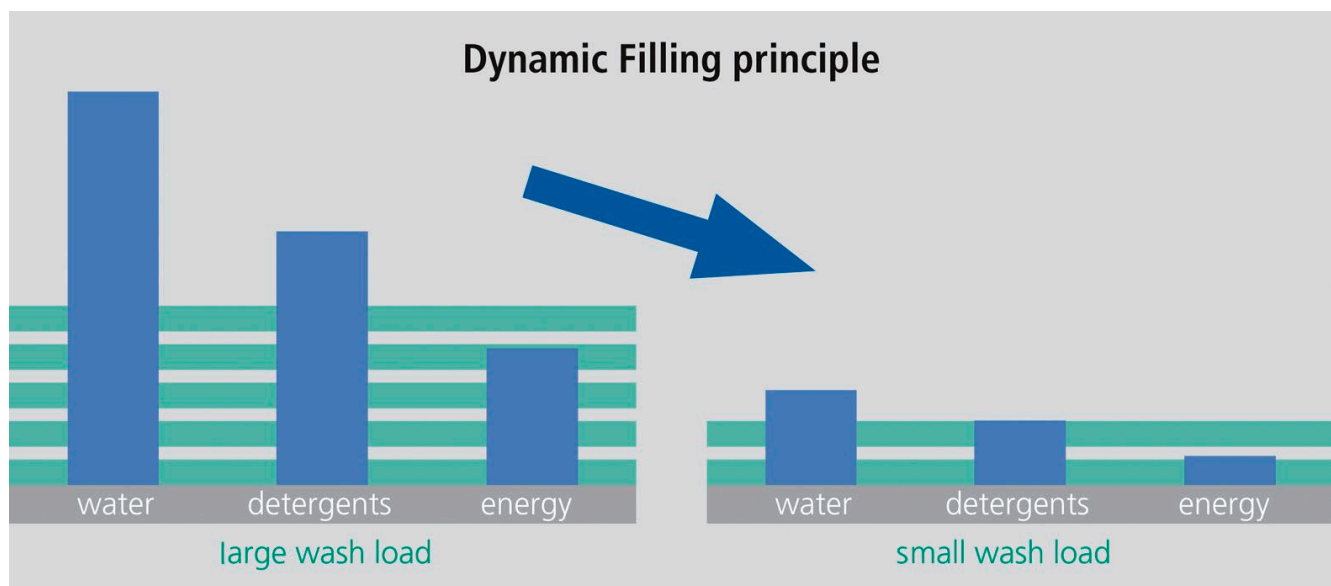 Dynamic Filling principle
water detergents energy
large wash load
water detergents energy
small wash load